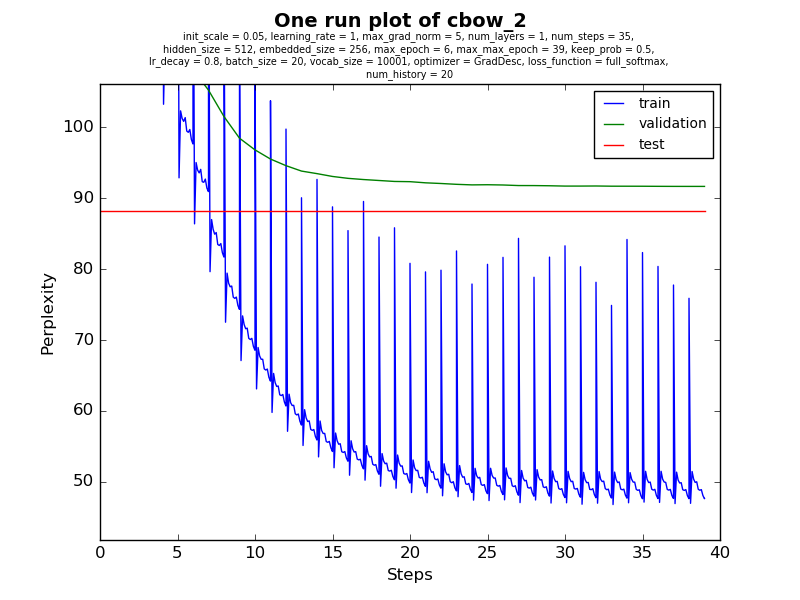 One run plot of cbow_2
init_scale = 0.05, learning_rate = 1, max_grad_norm = 5, num_layers = 1, num_steps = 35,
hidden_size = 512, embedded_size = 256, max_epoch = 6, max_max_epoch = 39, keep_prob = 0.5,
lr_decay = 0.8, batch_size = 20, vocab_size = 10001, optimizer = GradDesc, loss_function = full_softmax,
num_history = 20
train
validation
test
100
90
80
70
60
50
Perplexity
0 5 10 15 20 25 30 35 40
Steps